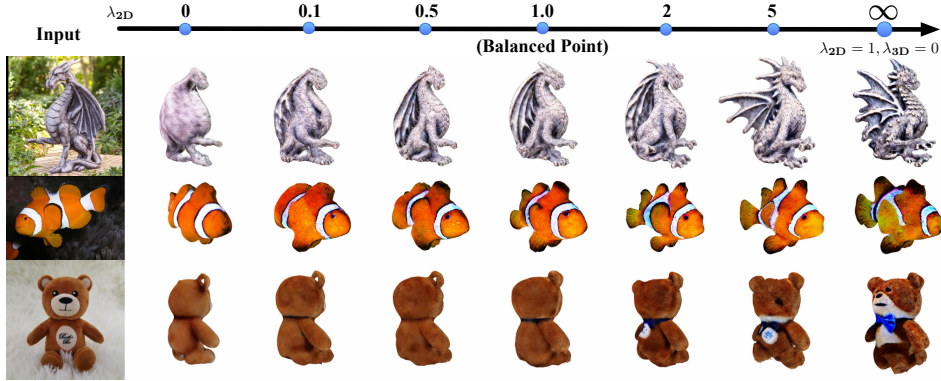 λ2D 0 0.1 0.5 1.0 2 5 ∞
Input
(Balanced Point)
λ2D = 1, λ3D = 0